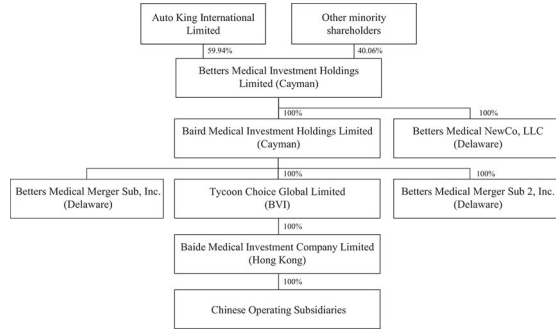 Auto King International
Limited
Other minority
shareholders
59.94%
40.06%
Betters Medical Investment Holdings
Limited (Cayman)
100%
100%
Baird Medical Investment Holdings Limited
(Cayman)
Betters Medical NewCo, LLC
(Delaware)
100%
100%
100%
Betters Medical Merger Sub, Inc.
(Delaware)
Tycoon Choice Global Limited
(BVI)
Betters Medical Merger Sub 2, Inc.
(Delaware)
100%
Baide Medical Investment Company Limited
(Hong Kong)
100%
Chinese Operating Subsidiaries